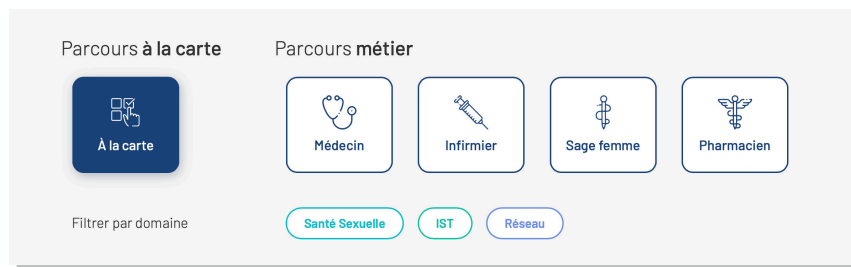 Parcours à la carte
Parcours métier
À la carte
Médecin
Infirmier
Sage femme
Pharmacien
Filtrer par domaine
Santé Sexuelle
IST
Réseau